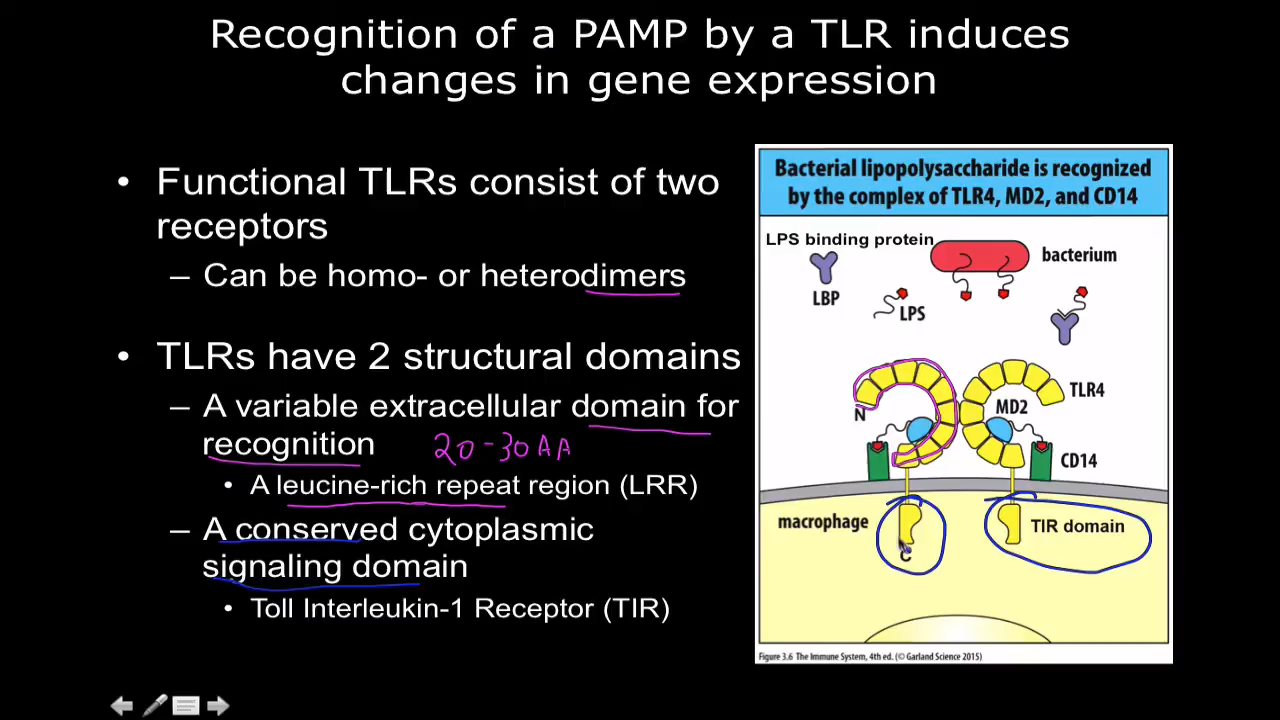 Recognition of a PAMP by a TLR induces
changes in gene expression
• Functional TLRs consist of two
receptors
– Can be homo- or heterodimers
• TLRs have 2 structural domains
– A variable extracellular domain for
recognition 20-30AA
• A leucine-rich repeat region (LRR)
– A conserved cytoplasmic
signaling domain
• Toll Interleukin-1 Receptor (TIR)
Bacterial lipopolysaccharide is recognized
by the complex of TLR4, MD2, and CD14
LPS binding protein
bacterium
LBP
LPS
TLR4
N
MD2
CD14
macrophage
TIR domain
C
Figure 3.6 The Immune System, 4th ed. (© Garland Science 2015)